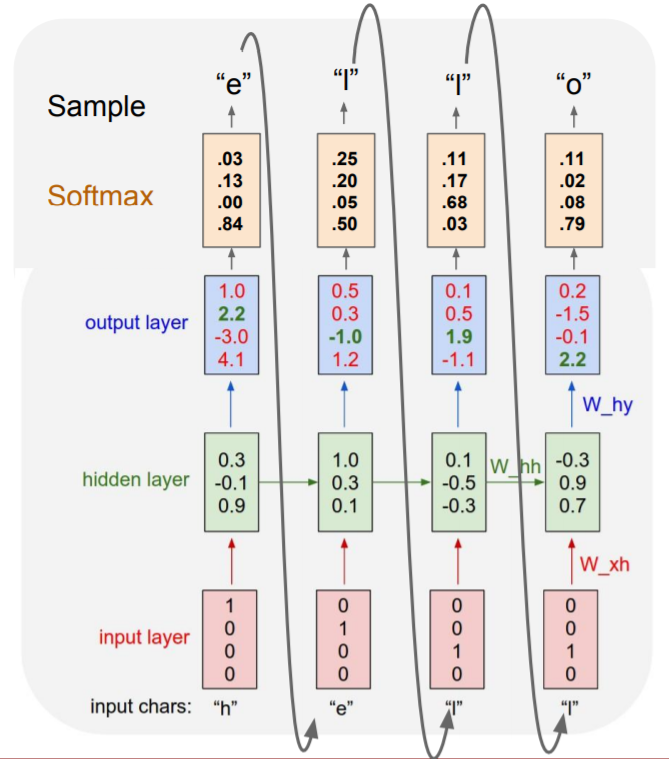 “e” “l” “l” “o”
Sample
.03 .25 .11 .11
.13 .20 .17 .02
.00 .05 .68 .08
.84 .50 .03 .79
Softmax
1.0 0.5 0.1 0.2
2.2 0.3 0.5 -1.5
-3.0 -1.0 1.9 -0.1
4.1 1.2 -1.1 2.2
output layer
W_hy
0.3 1.0 0.1 -0.3
-0.1 0.3 -0.5 0.9
0.9 0.1 -0.3 0.7
hidden layer
W_hh
W_xh
1 0 0 0
0 1 0 0
0 0 1 1
0 0 0 0
input layer
input chars: “h” “e” “l” “l”